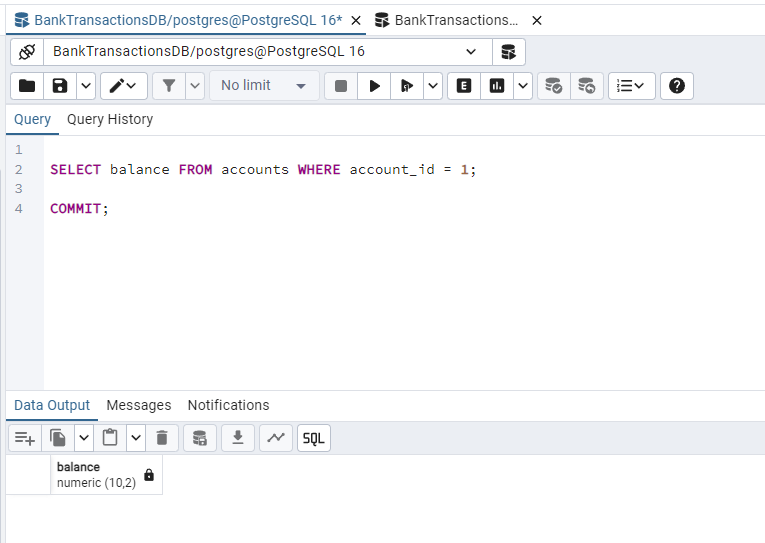 BankTransactionsDB/postgres@PostgreSQL 16* BankTransactions...
BankTransactionsDB/postgres@PostgreSQL 16
No limit E
Query Query History
1
2 SELECT balance FROM accounts WHERE account_id = 1;
3
4 COMMIT;
Data Output Messages Notifications
SQL
balance
numeric (10,2)